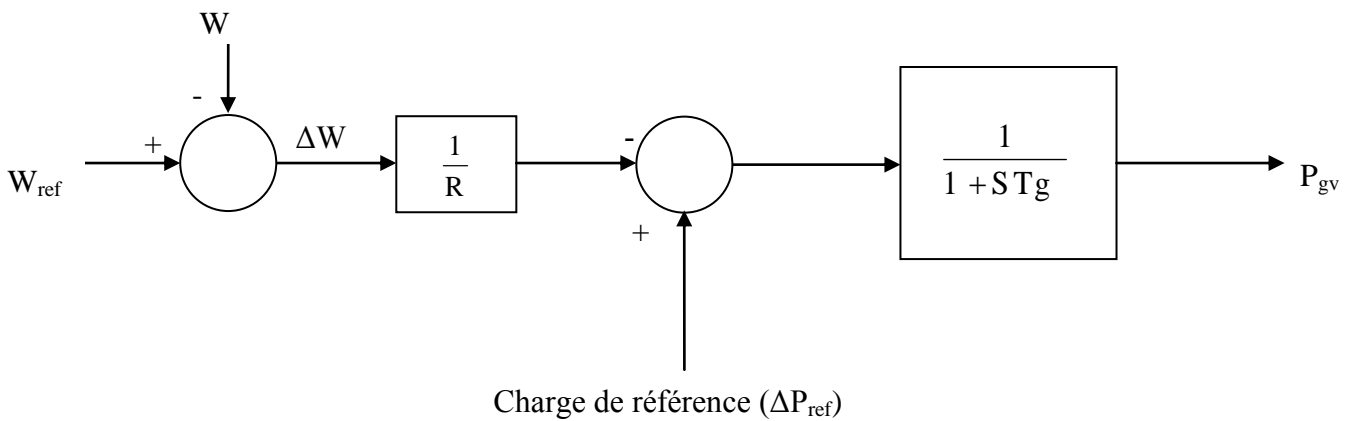 W
-
+
ΔW
W_ref
1
R
-
+
1
1 + S Tg
P_gv
Charge de référence (ΔP_ref)